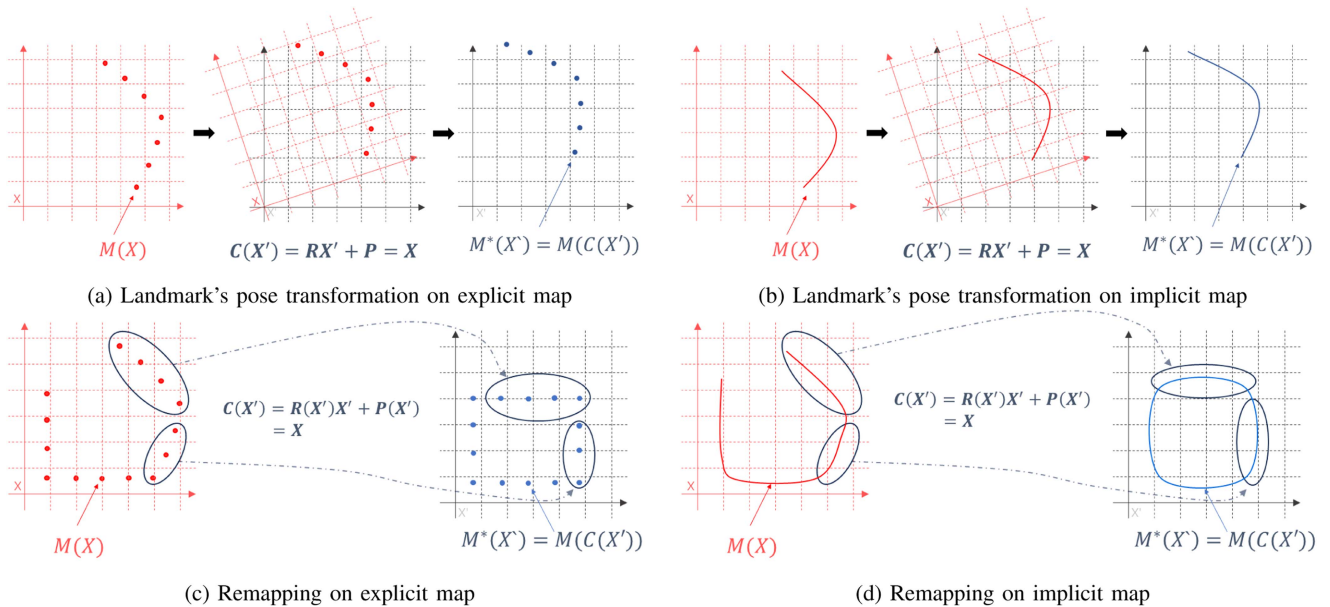 X
X
X'
X'
M(X)
C(X′) = RX′ + P = X
M*(X`) = M(C(X′))
(a) Landmark's pose transformation on explicit map
X
X
X'
X'
M(X)
C(X′) = RX′ + P = X
M*(X`) = M(C(X′))
(b) Landmark's pose transformation on implicit map
C(X′) = R(X′)X′ + P(X′)
= X
X
X'
M(X)
M*(X`) = M(C(X′))
(c) Remapping on explicit map
C(X′) = R(X′)X′ + P(X′)
= X
X
X'
M(X)
M*(X`) = M(C(X′))
(d) Remapping on implicit map